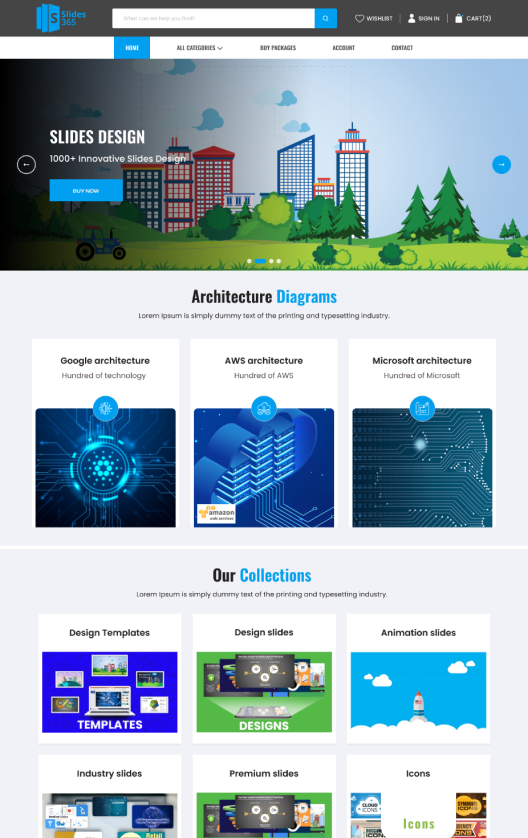 Slides
365
What can we help you find?
WISHLIST
SIGN IN
CART(2)
HOME
ALL CATEGORIES
BUY PACKAGES
ACCOUNT
CONTACT
SLIDES DESIGN
1000+ Innovative Slides Design
BUY NOW
Architecture Diagrams
Lorem Ipsum is simply dummy text of the printing and typesetting industry.
Google architecture
Hundred of technology
AWS architecture
Hundred of AWS
Microsoft architecture
Hundred of Microsoft
amazon
web services
Our Collections
Lorem Ipsum is simply dummy text of the printing and typesetting industry.
Design Templates
Design slides
Animation slides
TEMPLATES
DESIGNS
Industry slides
Premium slides
Icons
CLOUD
ICONS
Retail
Icons